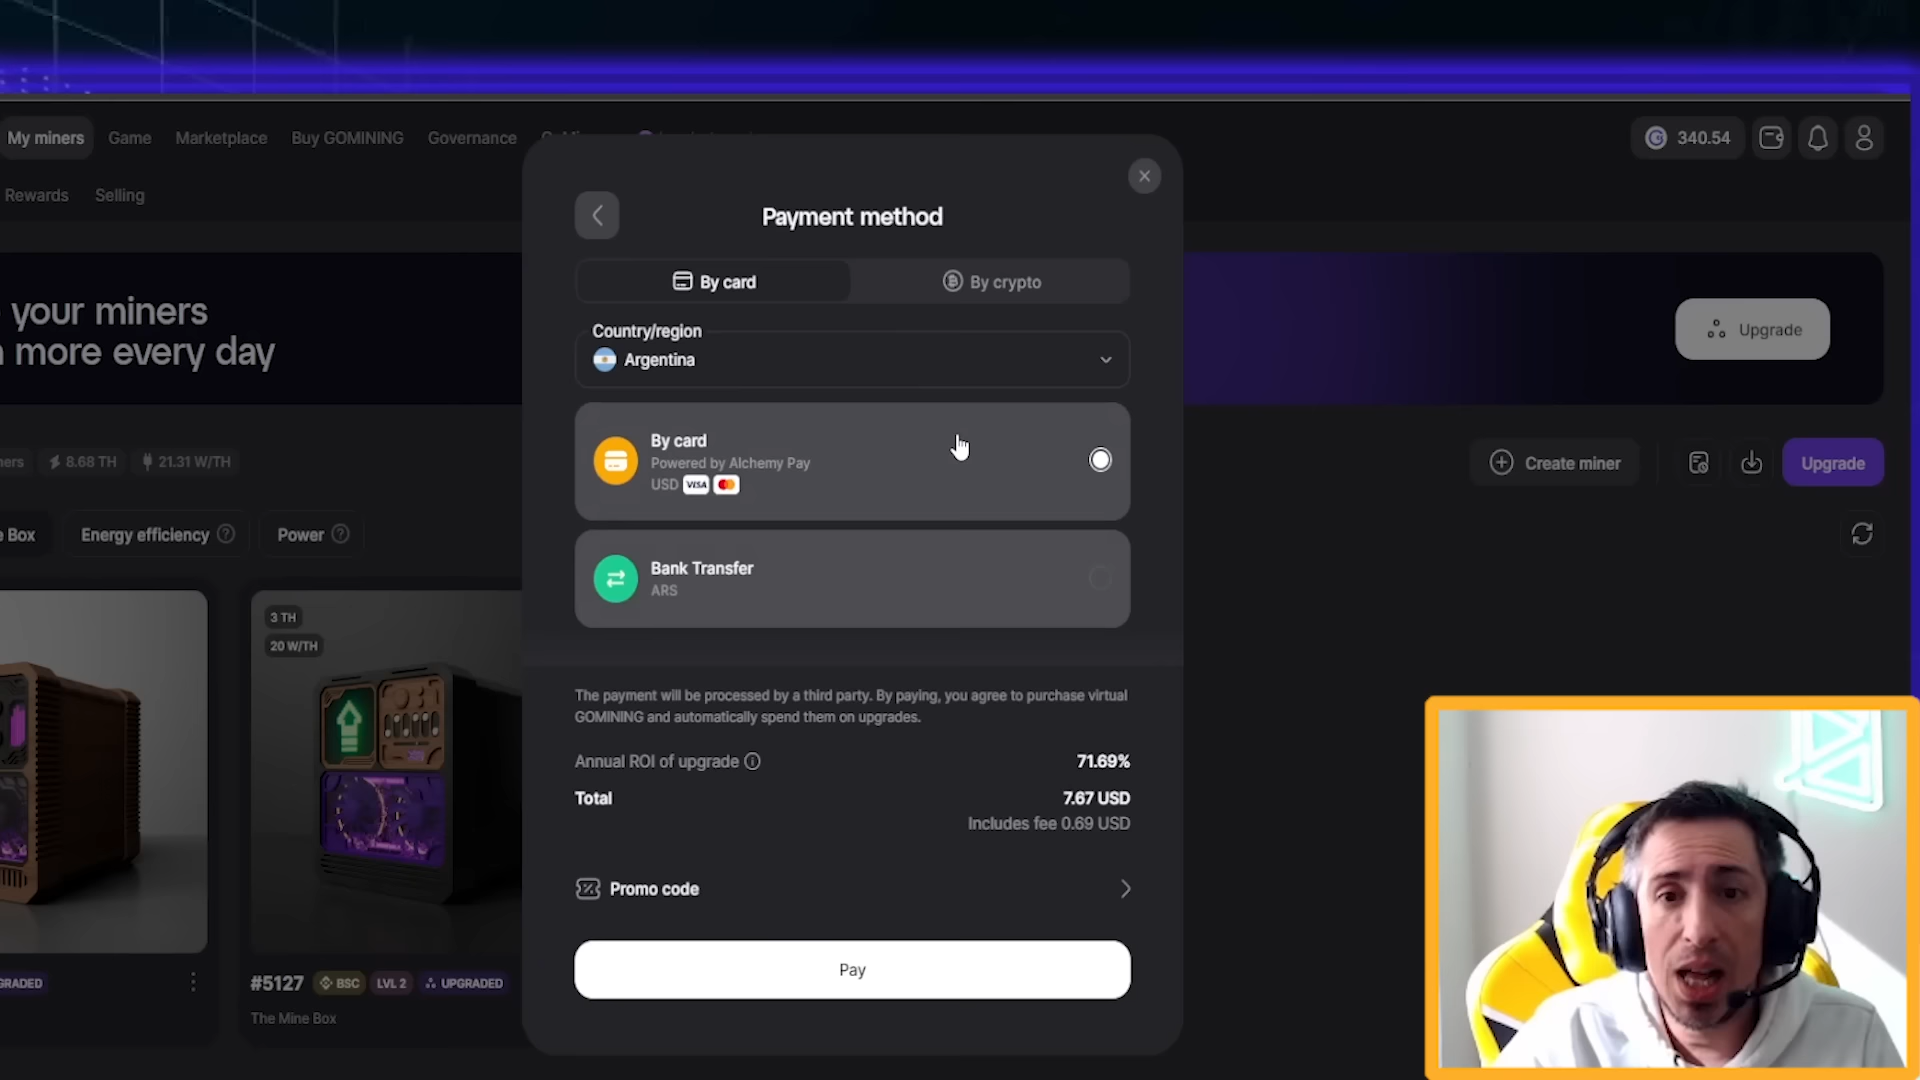 My miners
Game
Marketplace
Buy GOMINING
Governance
340.54
Rewards
Selling
Payment method
By card
By crypto
Country/region
Argentina
your miners
more every day
Upgrade
By card
Powered by Alchemy Pay
USD VISA
Bank Transfer
ARS
8.68 TH
21.31 W/TH
Create miner
Upgrade
Box
Energy efficiency
Power
3 TH
20 W/TH
The payment will be processed by a third party. By paying, you agree to purchase virtual
GOMINING and automatically spend them on upgrades.
Annual ROI of upgrade
71.69%
Total
7.67 USD
Includes fee 0.69 USD
Promo code
Pay
#5127
BSC
LVL 2
UPGRADED
The Mine Box